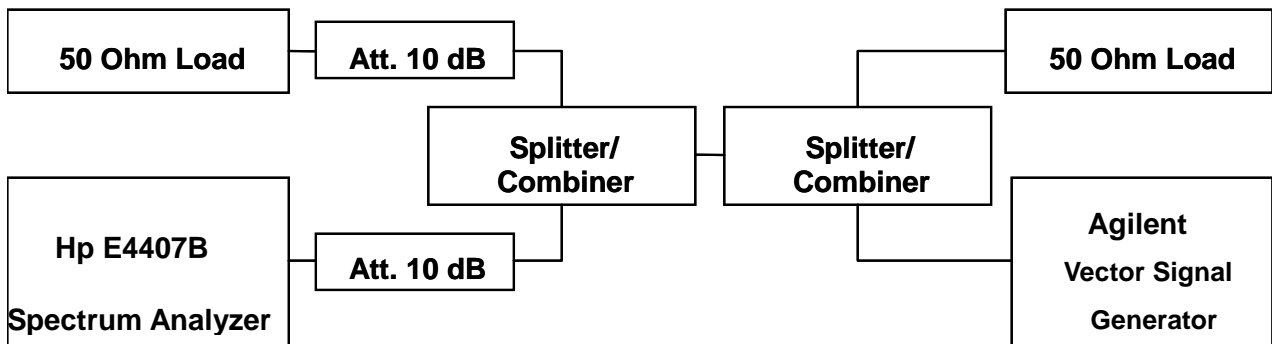 50 Ohm Load
Att. 10 dB
50 Ohm Load
Splitter/
Combiner
Splitter/
Combiner
Hp E4407B
Spectrum Analyzer
Att. 10 dB
Agilent
Vector Signal
Generator